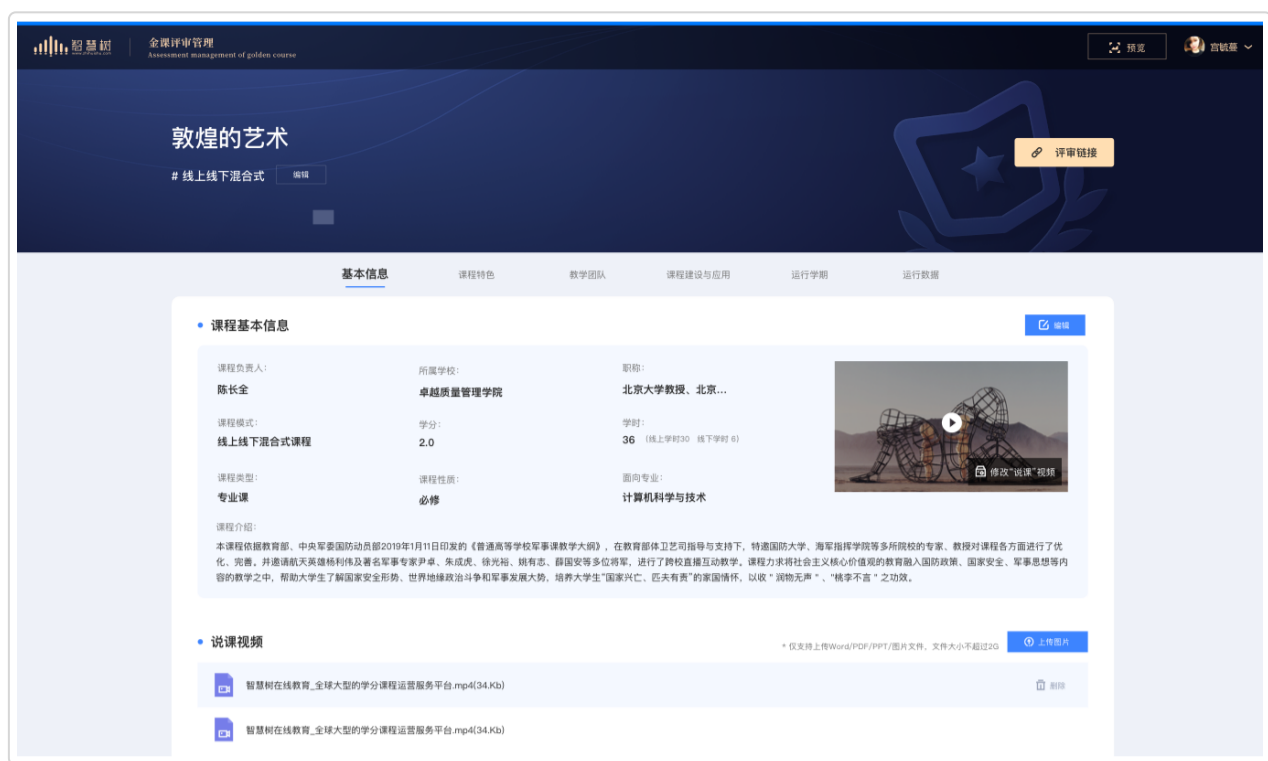 智慧树
金课评审管理
Assessment management of golden course
预览
宫毓蔓
敦煌的艺术
# 线上线下混合式 编辑
评审链接
基本信息 课程特色 教学团队 课程建设与应用 运行学期 运行数据
课程基本信息
编辑
课程负责人: 所属学校: 职称:
陈长全 卓越质量管理学院 北京大学教授、北京...
课程模式: 学分: 学时:
线上线下混合式课程 2.0 36 (线上学时30 线下学时 6)
修改“说课”视频
课程类型: 课程性质: 面向专业:
专业课 必修 计算机科学与技术
课程介绍:
本课程依据教育部、中央军委国防动员部2019年1月11日印发的《普通高等学校军事课教学大纲》,在教育部体卫艺司指导与支持下,特邀国防大学、海军指挥学院等多所院校的专家、教授对课程各方面进行了优
化、完善。并邀请航天英雄杨利伟及著名军事专家尹卓、朱成虎、徐光裕、姚有志、薛国安等多位将军,进行了跨校直播互动教学。课程力求将社会主义核心价值观的教育融入国防政策、国家安全、军事思想等内
容的教学之中,帮助大学生了解国家安全形势、世界地缘政治斗争和军事发展大势,培养大学生“国家兴亡、匹夫有责”的家国情怀,以收＂润物无声＂、“桃李不言＂之功效。
说课视频
* 仅支持上传Word/PDF/PPT/图片文件,文件大小不超过2G 上传图片
智慧树在线教育_全球大型的学分课程运营服务平台.mp4(34.Kb) 删除
智慧树在线教育_全球大型的学分课程运营服务平台.mp4(34.Kb)